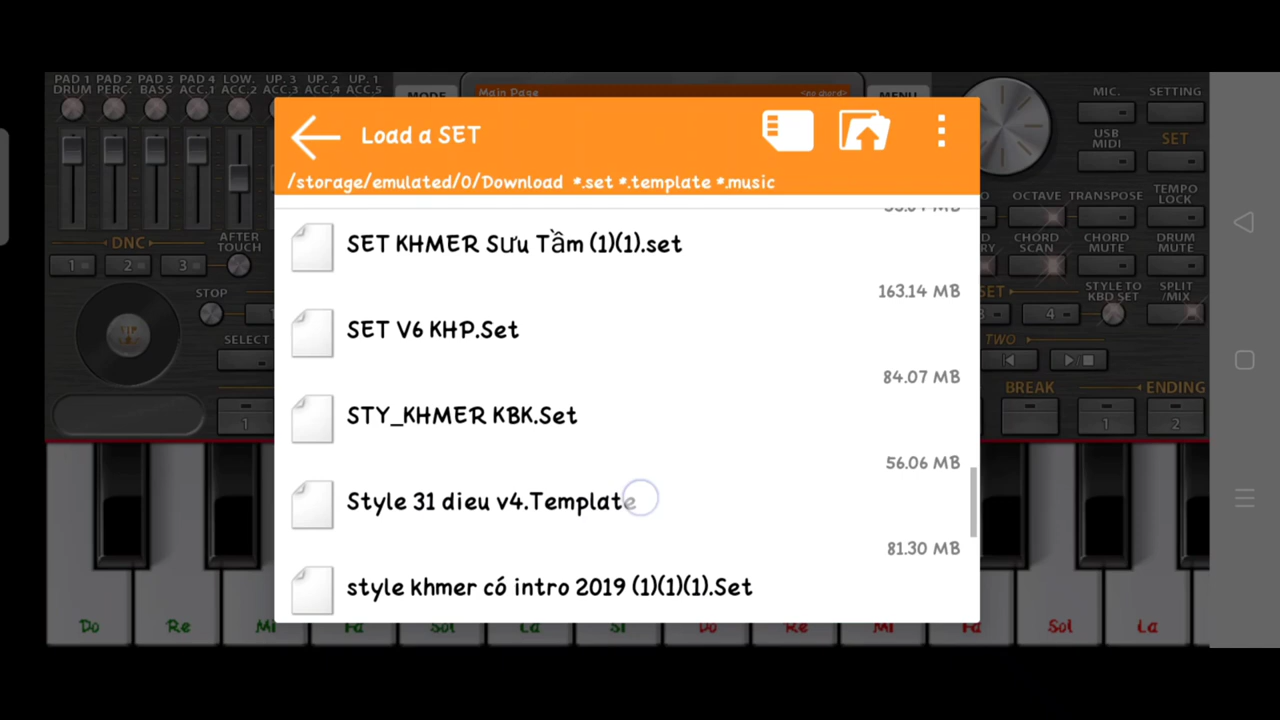 PAD 1 PAD 2 PAD 3 PAD 4 LOW. UP. 3 UP. 2 UP. 1
DRUM PERC. BASS ACC.1 ACC.2 ACC.3 ACC.4 ACC.5
MODE
Main Page
<no chord>
MENU
MIC.
SETTING
USB
MIDI
SET
Load a SET
/storage/emulated/0/Download *.set *.template *.music
OCTAVE
TRANSPOSE
TEMPO
LOCK
DNC
AFTER
TOUCH
1
2
3
CHORD
SCAN
CHORD
MUTE
DRUM
MUTE
SET KHMER Sưu Tầm (1)(1).set
163.14 MB
STOP
STYLE TO
KBD SET
SPLIT
/MIX
4
SET V6 KHP.Set
84.07 MB
SELECT
TWO
STY_KHMER KBK.Set
56.06 MB
1
BREAK
ENDING
1
2
Style 31 dieu v4.Template
81.30 MB
style khmer có intro 2019 (1)(1)(1).Set
Do Re Mi Fa Sol La Si Do Re Mi Fa Sol La